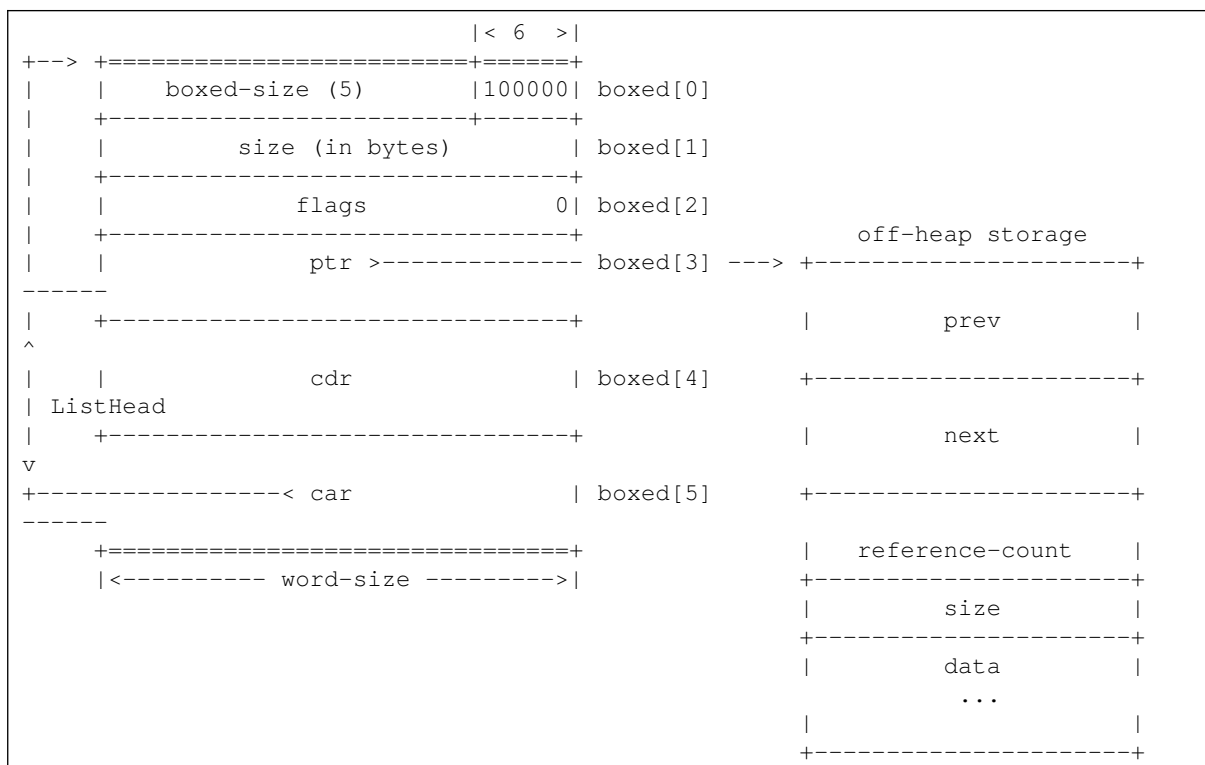 |< 6  >|
+--> +=========================+======+
|    |    boxed-size (5)       |100000| boxed[0]
|    +-------------------------+------+
|    |         size (in bytes)        | boxed[1]
|    +--------------------------------+
|    |             flags             0| boxed[2]
|    +--------------------------------+                   off-heap storage
|    |              ptr >-------------- boxed[3] ---> +----------------------+
------
|    +--------------------------------+               |         prev         |
^
|    |              cdr               | boxed[4]      +----------------------+
| ListHead
|    +--------------------------------+               |         next         |
v
+-----------------< car               | boxed[5]      +----------------------+
------
     +================================+               |   reference-count    |
     |<---------- word-size --------->|               +----------------------+
                                                      |         size         |
                                                      +----------------------+
                                                      |         data         |
                                                                 ...
                                                      |                      |
                                                      +----------------------+